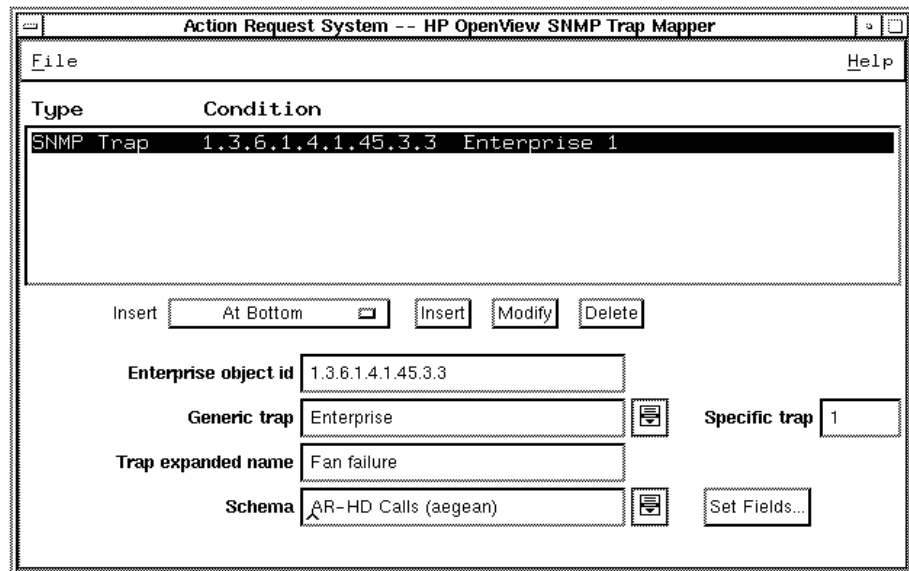 Action Request System -- HP OpenView SNMP Trap Mapper
File Help
Type Condition
SNMP Trap 1.3.6.1.4.1.45.3.3 Enterprise 1
Insert At Bottom Insert Modify Delete
Enterprise object id 1.3.6.1.4.1.45.3.3
Generic trap Enterprise Specific trap 1
Trap expanded name Fan failure
Schema AR-HD Calls (aegean) Set Fields...